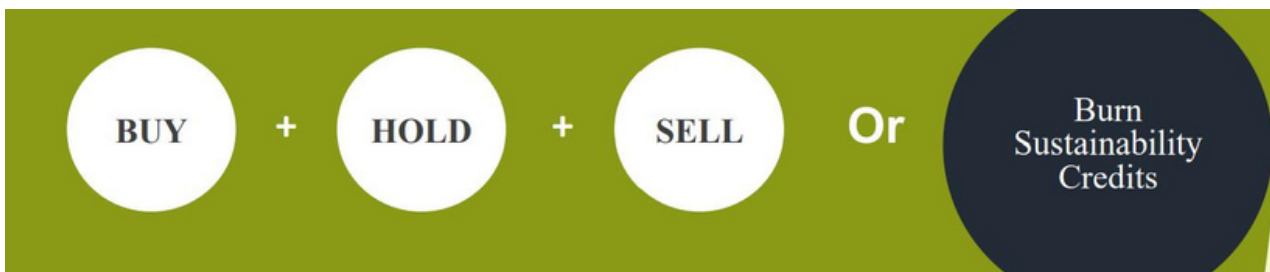 BUY + HOLD + SELL Or
Burn
Sustainability
Credits